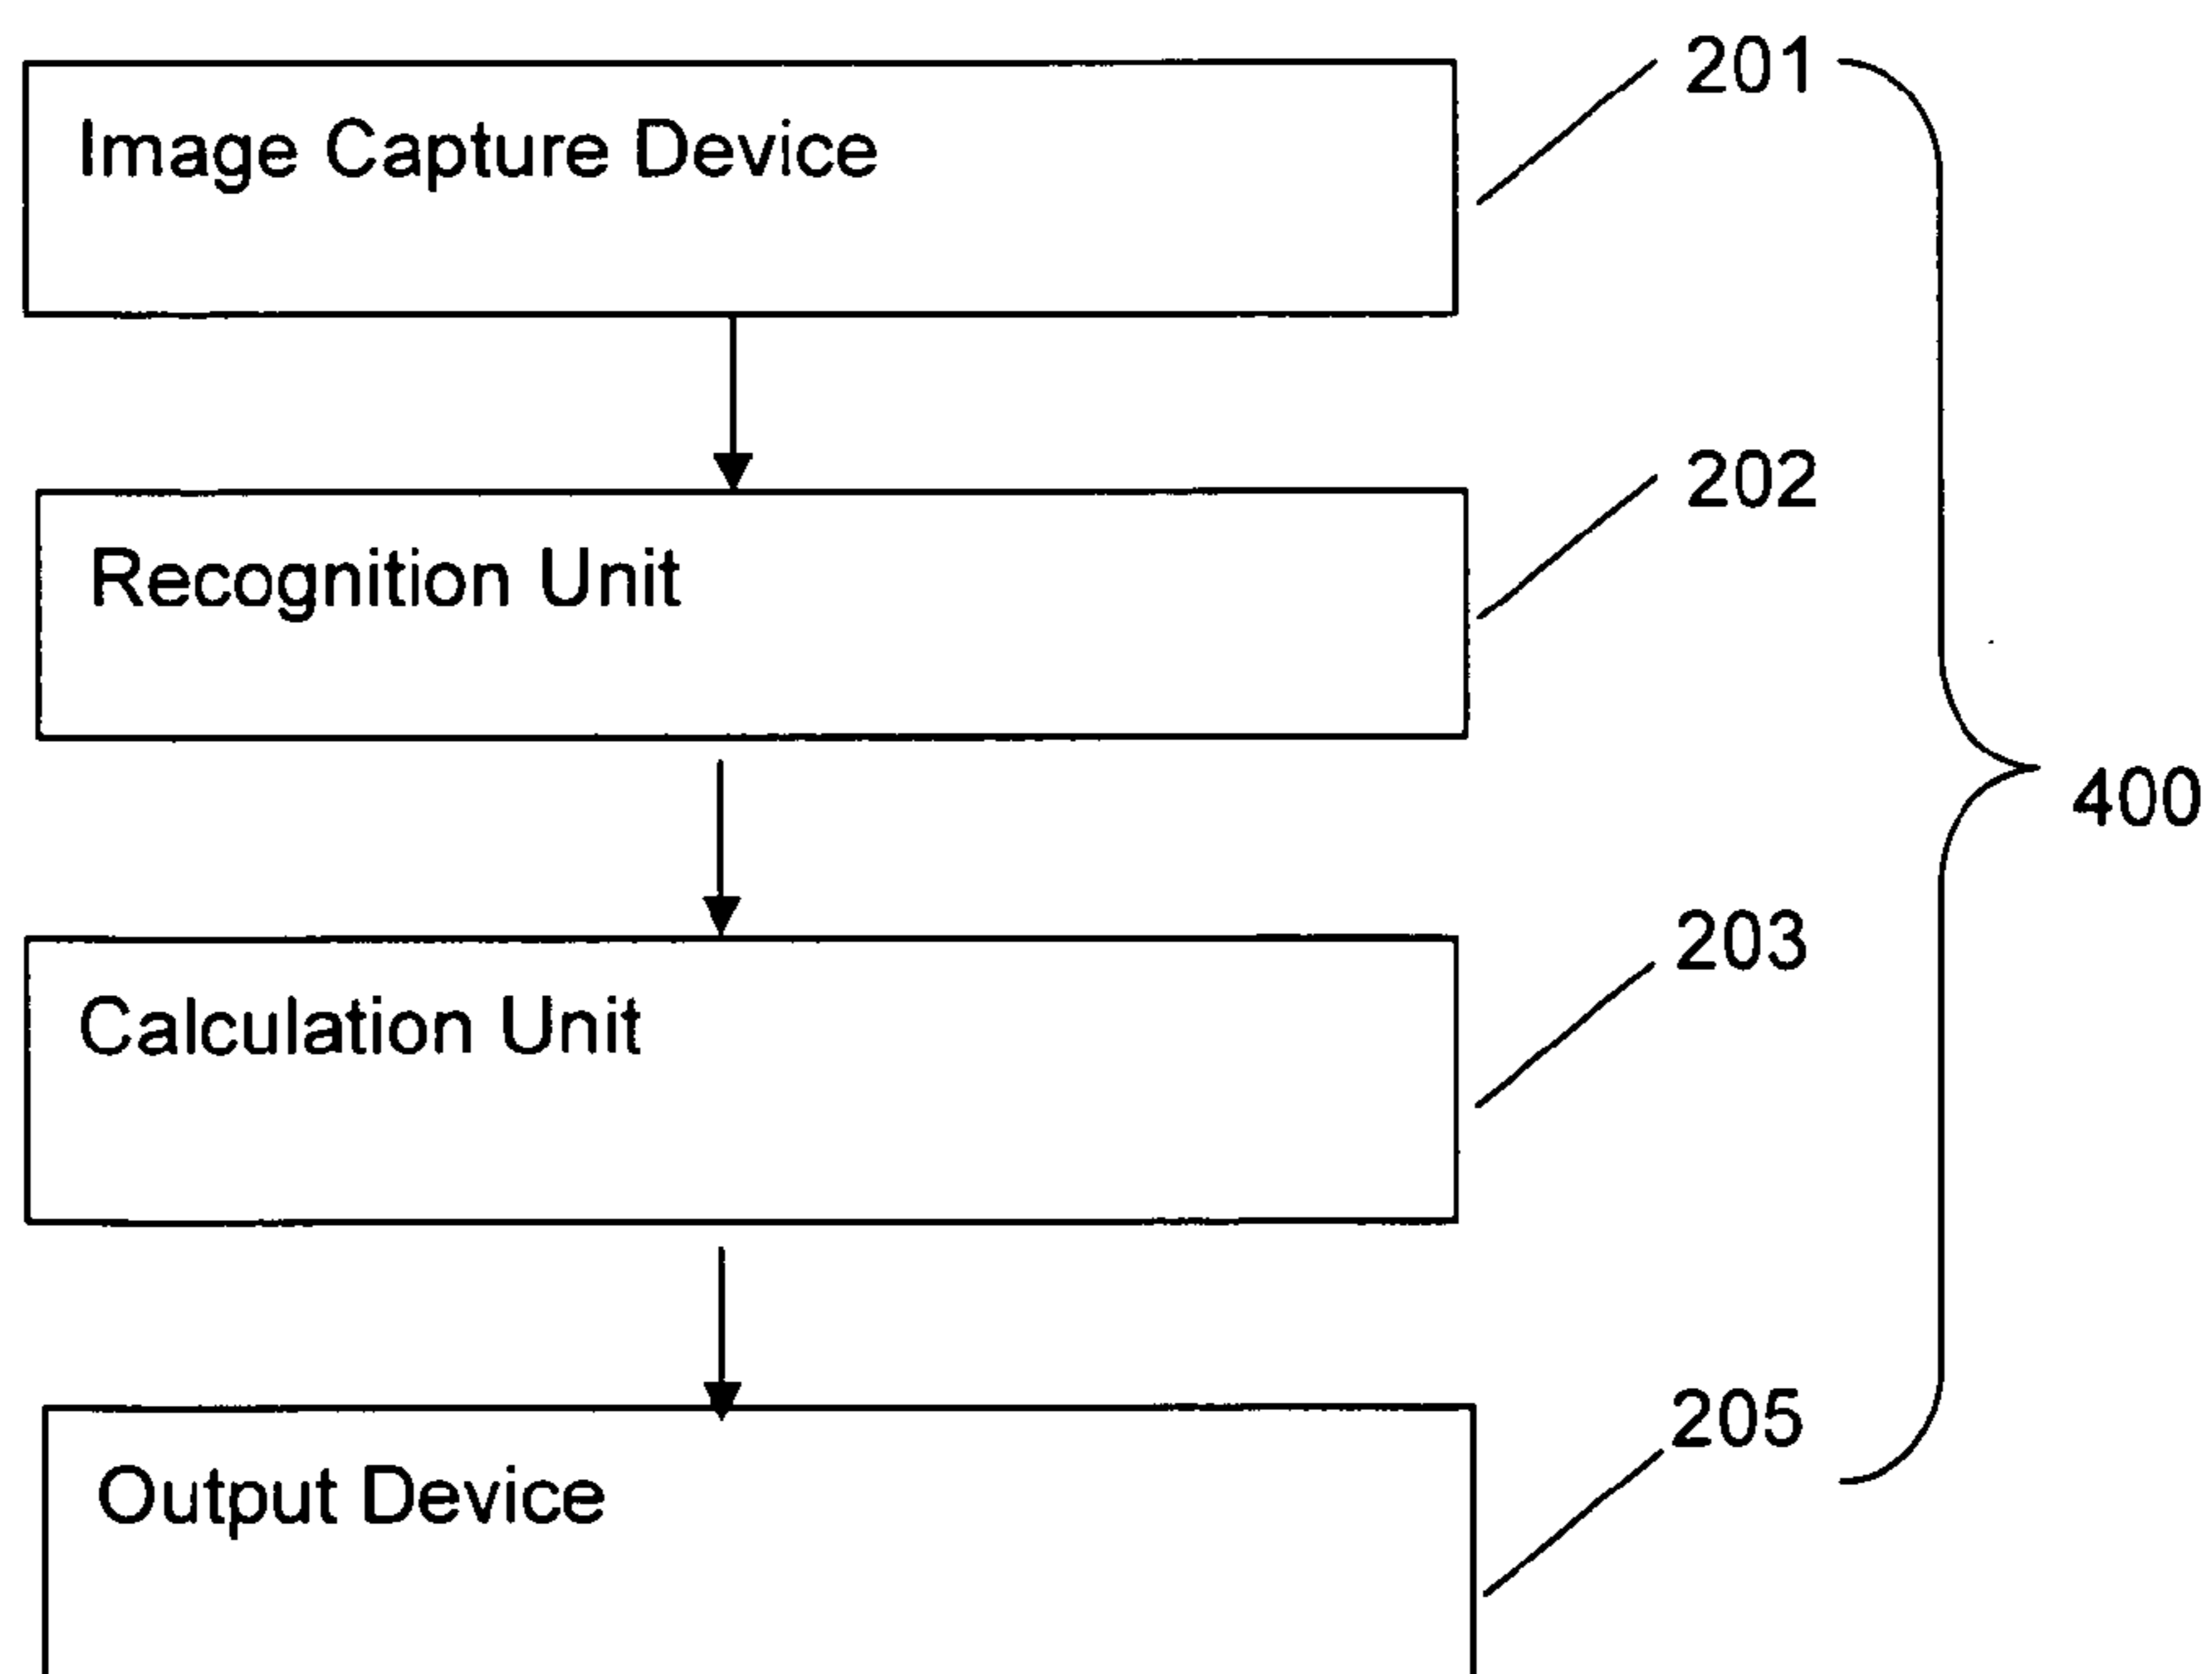 201
Image Capture Device
202
Recognition Unit
400
203
Calculation Unit
205
Output Device